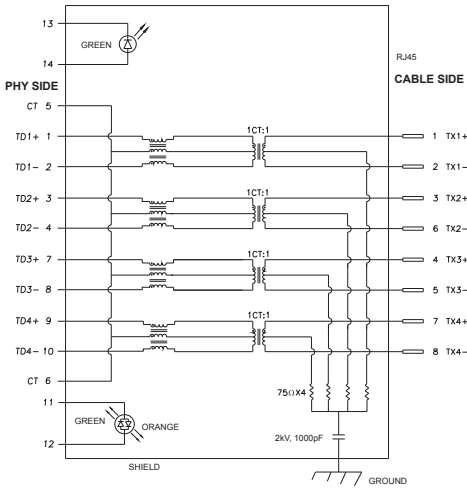 13
GREEN
14
RJ45
PHY SIDE
CABLE SIDE
CT 5
1CT:1
TD1+ 1
1 TX1+
TD1- 2
2 TX1-
1CT:1
TD2+ 3
3 TX2+
TD2- 4
6 TX2-
1CT:1
TD3+ 7
4 TX3+
TD3- 8
5 TX3-
1CT:1
TD4+ 9
7 TX4+
TD4- 10
8 TX4-
CT 6
75ΩX4
11
GREEN
ORANGE
12
2kV, 1000pF
SHIELD
GROUND